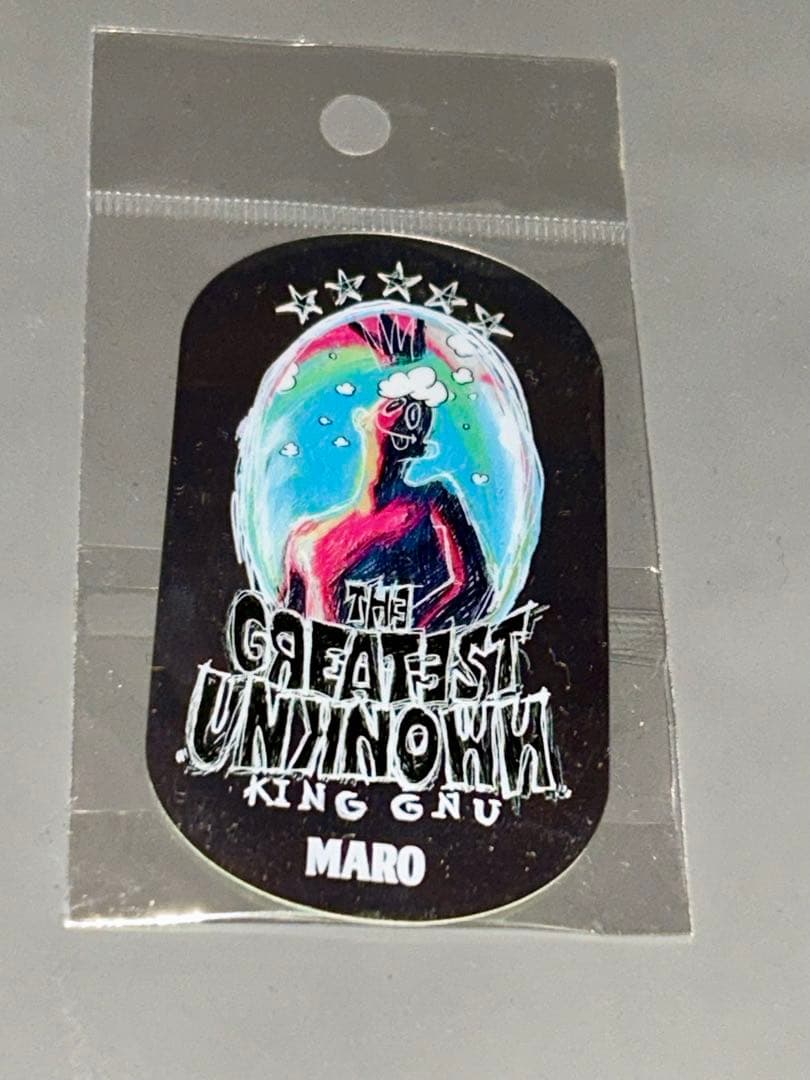 THE
GREATEST
UNKNOWN
KING GNU
MARO